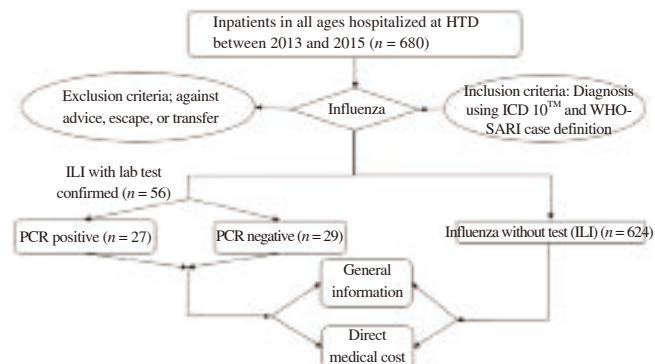 Inpatients in all ages hospitalized at HTD
between 2013 and 2015 (n = 680)
Exclusion criteria; against
advice, escape, or transfer
Influenza
Inclusion criteria: Diagnosis
using ICD 10™ and WHO-
SARI case definition
ILI with lab test
confirmed (n = 56)
PCR positive (n = 27)
PCR negative (n = 29)
Influenza without test (ILI) (n = 624)
General
information
Direct
medical cost